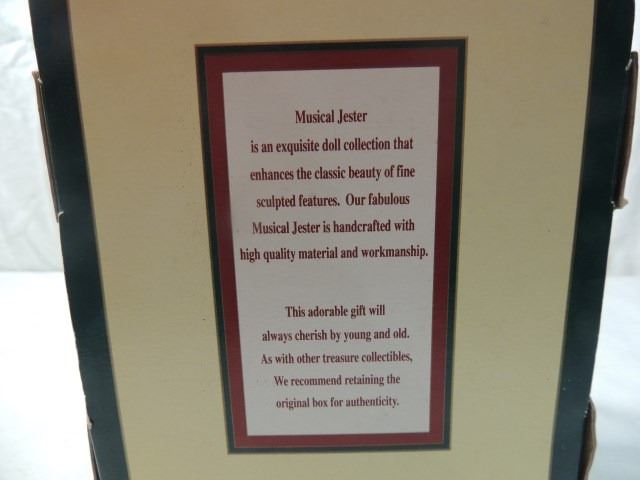 Musical Jester
is an exquisite doll collection that
enhances the classic beauty of fine
sculpted features. Our fabulous
Musical Jester is handcrafted with
high quality material and workmanship.
This adorable gift will
always cherish by young and old.
As with other treasure collectibles,
We recommend retaining the
original box for authenticity.